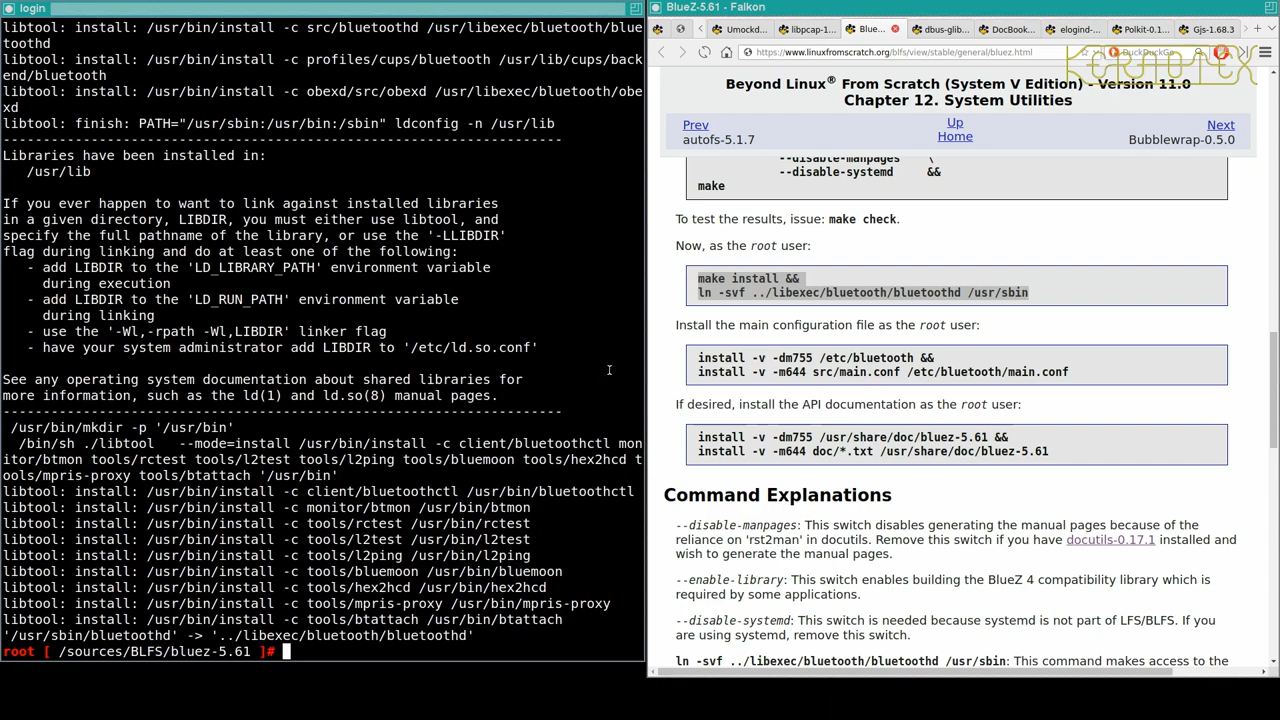 login
libtool: install: /usr/bin/install -c src/bluetoothd /usr/libexec/bluetooth/blue
toothd
libtool: install: /usr/bin/install -c profiles/cups/bluetooth /usr/lib/cups/back
end/bluetooth
libtool: install: /usr/bin/install -c obexd/src/obexd /usr/libexec/bluetooth/obe
xd
libtool: finish: PATH="/usr/sbin:/usr/bin:/sbin" ldconfig -n /usr/lib
----------------------------------------------------------------------
Libraries have been installed in:
/usr/lib
If you ever happen to want to link against installed libraries
in a given directory, LIBDIR, you must either use libtool, and
specify the full pathname of the library, or use the '-LLIBDIR'
flag during linking and do at least one of the following:
- add LIBDIR to the 'LD_LIBRARY_PATH' environment variable
during execution
- add LIBDIR to the 'LD_RUN_PATH' environment variable
during linking
- use the '-Wl,-rpath -Wl,LIBDIR' linker flag
- have your system administrator add LIBDIR to '/etc/ld.so.conf'
See any operating system documentation about shared libraries for
more information, such as the ld(1) and ld.so(8) manual pages.
----------------------------------------------------------------------
/usr/bin/mkdir -p '/usr/bin'
/bin/sh ./libtool   --mode=install /usr/bin/install -c client/bluetoothctl mon
itor/btmon tools/rctest tools/l2test tools/l2ping tools/bluemoon tools/hex2hcd t
ools/mpris-proxy tools/btattach '/usr/bin'
libtool: install: /usr/bin/install -c client/bluetoothctl /usr/bin/bluetoothctl
libtool: install: /usr/bin/install -c monitor/btmon /usr/bin/btmon
libtool: install: /usr/bin/install -c tools/rctest /usr/bin/rctest
libtool: install: /usr/bin/install -c tools/l2test /usr/bin/l2test
libtool: install: /usr/bin/install -c tools/l2ping /usr/bin/l2ping
libtool: install: /usr/bin/install -c tools/bluemoon /usr/bin/bluemoon
libtool: install: /usr/bin/install -c tools/hex2hcd /usr/bin/hex2hcd
libtool: install: /usr/bin/install -c tools/mpris-proxy /usr/bin/mpris-proxy
libtool: install: /usr/bin/install -c tools/btattach /usr/bin/btattach
'/usr/sbin/bluetoothd' -> '../libexec/bluetooth/bluetoothd'
root [ /sources/BLFS/bluez-5.61 ]#
BlueZ-5.61 - Falkon
Umockd... libpcap-1... Blue... dbus-glib... DocBook... elogind-... Polkit-0.1... Gjs-1.68.3
https://www.linuxfromscratch.org/blfs/view/stable/general/bluez.html DuckDuckGo
KERNOTEX
Beyond Linux® From Scratch (System V Edition) - Version 11.0
Chapter 12. System Utilities
Prev Up Next
autofs-5.1.7 Home Bubblewrap-0.5.0
--disable-manpages \
--disable-systemd &&
make
To test the results, issue: make check.
Now, as the root user:
make install &&
ln -svf ../libexec/bluetooth/bluetoothd /usr/sbin
Install the main configuration file as the root user:
install -v -dm755 /etc/bluetooth &&
install -v -m644 src/main.conf /etc/bluetooth/main.conf
If desired, install the API documentation as the root user:
install -v -dm755 /usr/share/doc/bluez-5.61 &&
install -v -m644 doc/*.txt /usr/share/doc/bluez-5.61
Command Explanations
--disable-manpages: This switch disables generating the manual pages because of the
reliance on 'rst2man' in docutils. Remove this switch if you have docutils-0.17.1 installed and
wish to generate the manual pages.
--enable-library: This switch enables building the BlueZ 4 compatibility library which is
required by some applications.
--disable-systemd: This switch is needed because systemd is not part of LFS/BLFS. If you
are using systemd, remove this switch.
ln -svf ../libexec/bluetooth/bluetoothd /usr/sbin: This command makes access to the